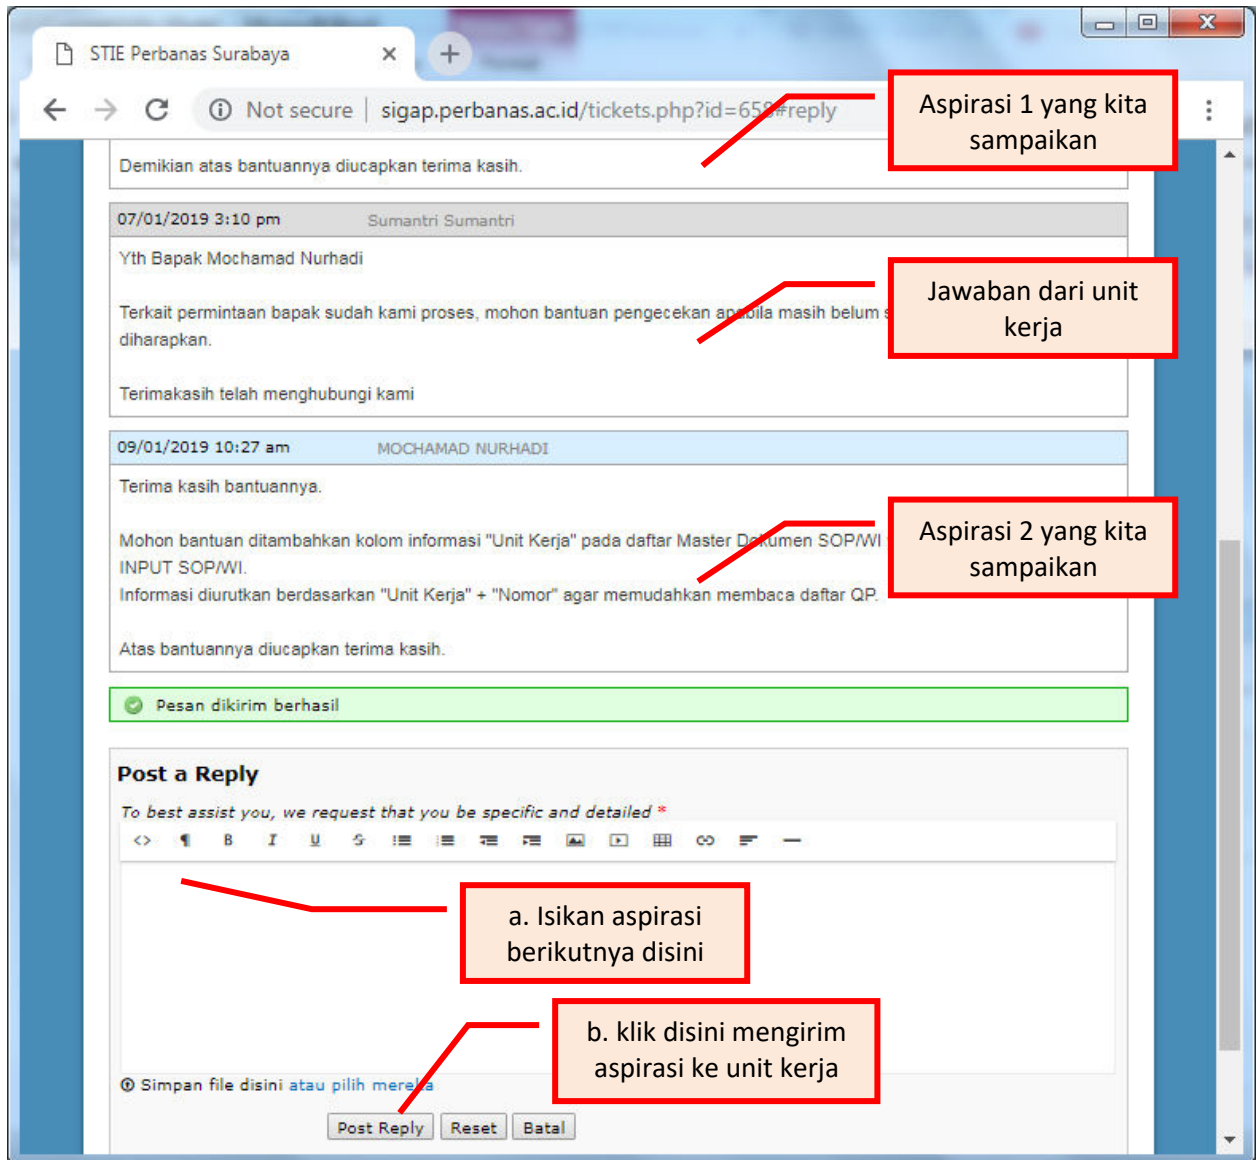 STIE Perbanas Surabaya
Not secure | sigap.perbanas.ac.id/tickets.php?id=658#reply
Aspirasi 1 yang kita
sampaikan
Demikian atas bantuannya diucapkan terima kasih.
07/01/2019 3:10 pm Sumantri Sumantri
Yth Bapak Mochamad Nurhadi
Terkait permintaan bapak sudah kami proses, mohon bantuan pengecekan apabila masih belum
diharapkan.
Jawaban dari unit
kerja
Terimakasih telah menghubungi kami
09/01/2019 10:27 am MOCHAMAD NURHADI
Terima kasih bantuannya.
Mohon bantuan ditambahkan kolom informasi "Unit Kerja" pada daftar Master Dokumen SOP/WI
INPUT SOP/WI.
Informasi diurutkan berdasarkan "Unit Kerja" + "Nomor" agar memudahkan membaca daftar QP.
Aspirasi 2 yang kita
sampaikan
Atas bantuannya diucapkan terima kasih.
Pesan dikirim berhasil
Post a Reply
To best assist you, we request that you be specific and detailed *
a. Isikan aspirasi
berikutnya disini
b. klik disini mengirim
aspirasi ke unit kerja
Simpan file disini atau pilih mereka
Post Reply Reset Batal